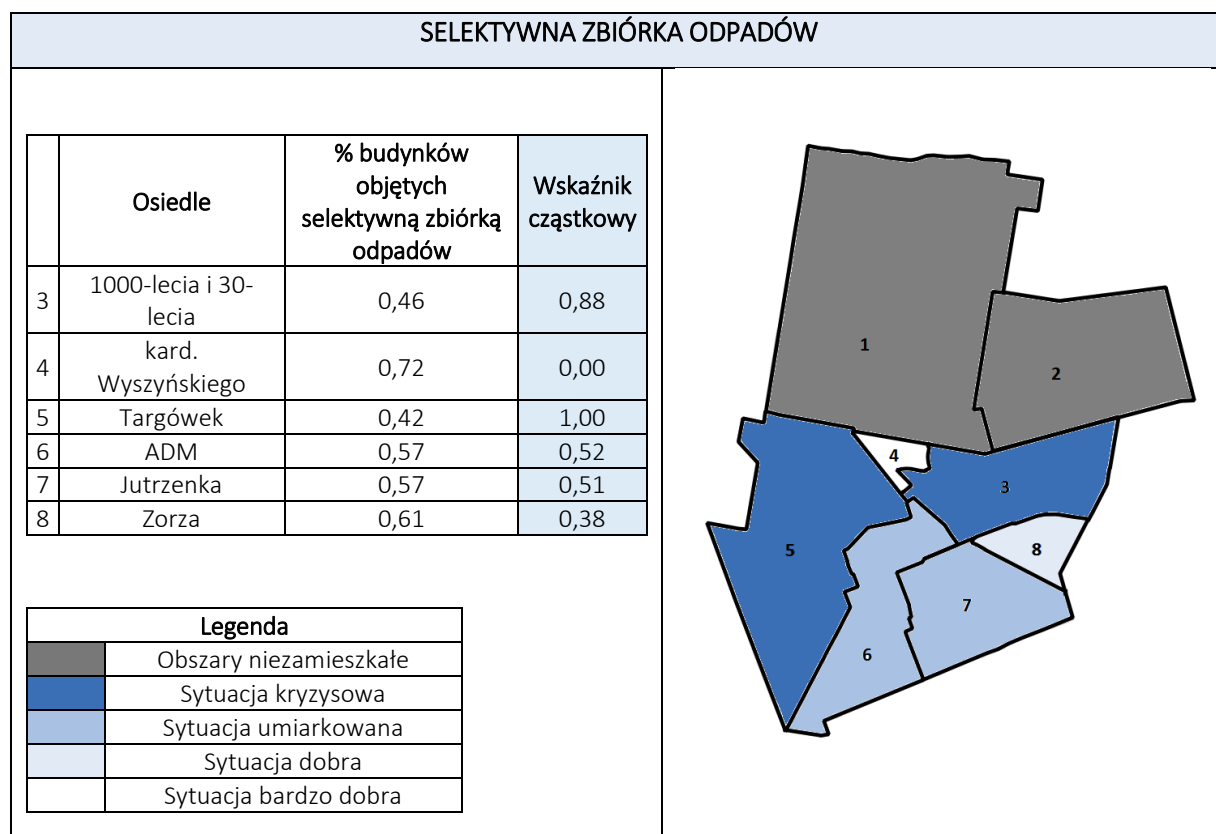 SELEKTYWNA ZBIÓRKA ODPADÓW
Osiedle
% budynków
objętych
selektywną zbiórką
odpadów
Wskaźnik
cząstkowy
3
1000-lecia i 30-
lecia
0,46
0,88
4
kard.
Wyszyńskiego
0,72
0,00
5 Targówek 0,42 1,00
6 ADM 0,57 0,52
7 Jutrzenka 0,57 0,51
8 Zorza 0,61 0,38
Legenda
Obszary niezamieszkałe
Sytuacja kryzysowa
Sytuacja umiarkowana
Sytuacja dobra
Sytuacja bardzo dobra
1
2
4
3
5
8
7
6